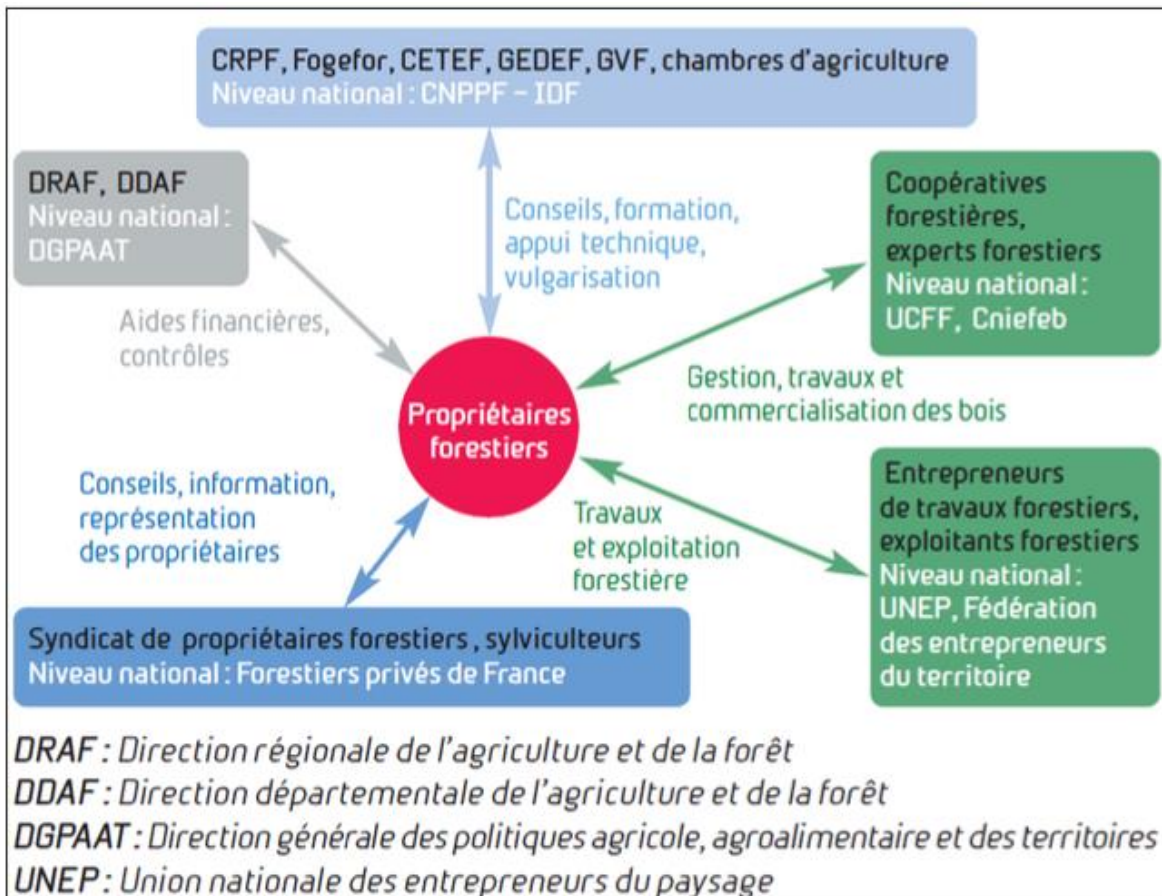 CRPF, Fogefor, CETEF, GEDEF, GVF, chambres d'agriculture
Niveau national : CNPPF – IDF
DRAF, DDAF
Niveau national :
DGPAAT
Conseils, formation,
appui technique,
vulgarisation
Coopératives
forestières,
experts forestiers
Niveau national :
UCFF, Cniefeb
Aides financières,
contrôles
Gestion, travaux et
commercialisation des bois
Propriétaires
forestiers
Conseils, information,
représentation
des propriétaires
Travaux
et exploitation
forestière
Entrepreneurs
de travaux forestiers,
exploitants forestiers
Niveau national :
UNEP, Fédération
des entrepreneurs
du territoire
Syndicat de propriétaires forestiers , sylviculteurs
Niveau national : Forestiers privés de France
DRAF : Direction régionale de l'agriculture et de la forêt
DDAF : Direction départementale de l'agriculture et de la forêt
DGPAAT : Direction générale des politiques agricole, agroalimentaire et des territoires
UNEP : Union nationale des entrepreneurs du paysage